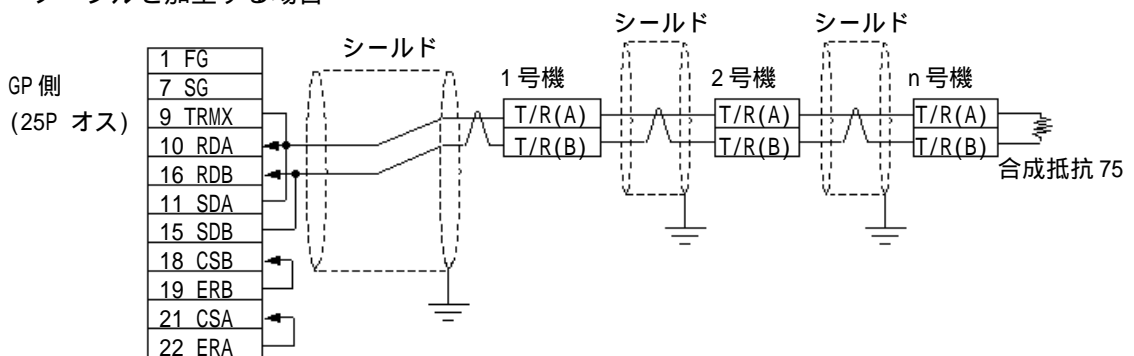 ケーブルを加工する場合
GP側
(25P オス)
1 FG
7 SG
9 TRMX
10 RDA
16 RDB
11 SDA
15 SDB
18 CSB
19 ERB
21 CSA
22 ERA
シールド
1号機
T/R(A)
T/R(B)
シールド
2号機
T/R(A)
T/R(B)
シールド
n号機
T/R(A)
T/R(B)
合成抵抗75